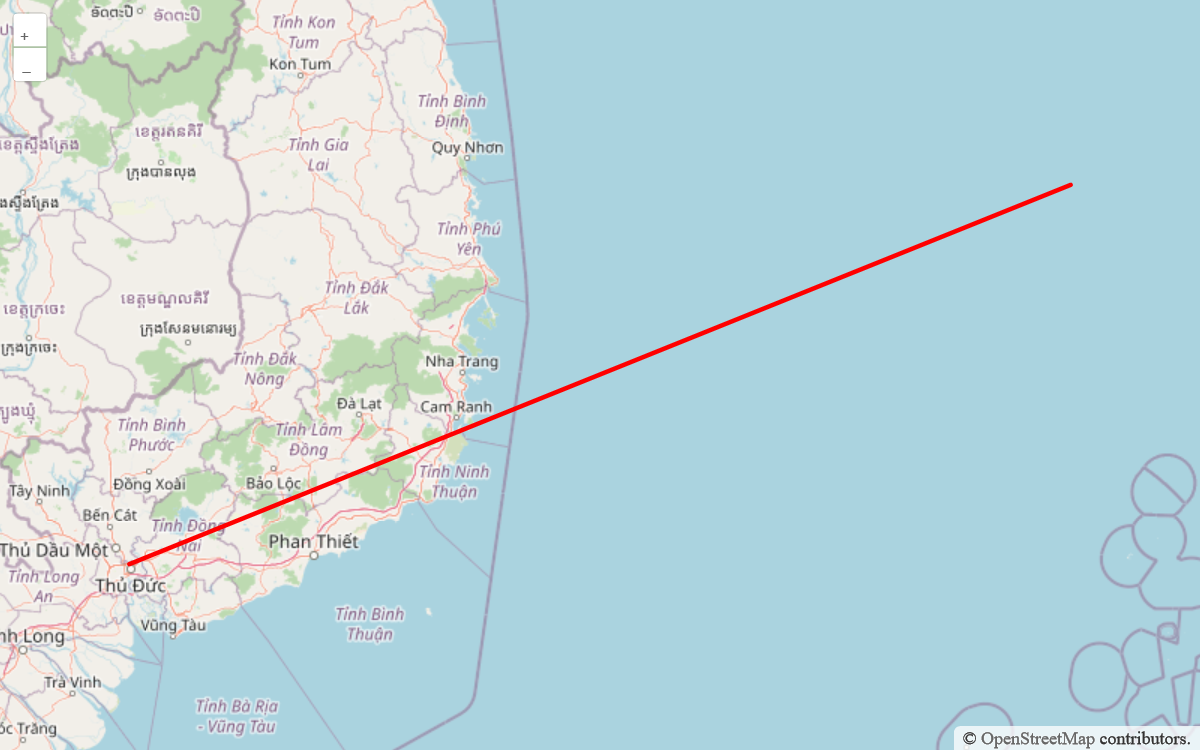 ອັດຕະປື
ອັດຕະປື
+
–
Tỉnh Kon
Tum
Kon Tum
Tỉnh Bình
Định
ខេត្តរតនគិរី
ខេត្តស្ទឹងត្រែង
Tỉnh Gia
Lai
Quy Nhơn
ក្រុងបានលុង
ងស្ទឹងត្រែង
Tỉnh Phú
Yên
Tỉnh Đắk
Lắk
ខេត្តមណ្ឌលគិរី
ខេត្តក្រចេះ
ក្រុងសែនមនោរម្យ
ក្រុងក្រចេះ
Tỉnh Đắk
Nông
Nha Trang
Đà Lạt
Cam Ranh
ត្បូងឃ្មុំ
Tỉnh Bình
Phước
Tỉnh Lâm
Đồng
Tỉnh Ninh
Thuận
Tây Ninh
Đồng Xoài
Bảo Lộc
Bến Cát
Tỉnh Đồng
Nai
Phan Thiết
Thủ Dầu Một
Tỉnh Long
An
Thủ Đức
Tỉnh Bình
Thuận
Vũng Tàu
nh Long
Trà Vinh
Tỉnh Bà Rịa
- Vũng Tàu
óc Trăng
© OpenStreetMap contributors.